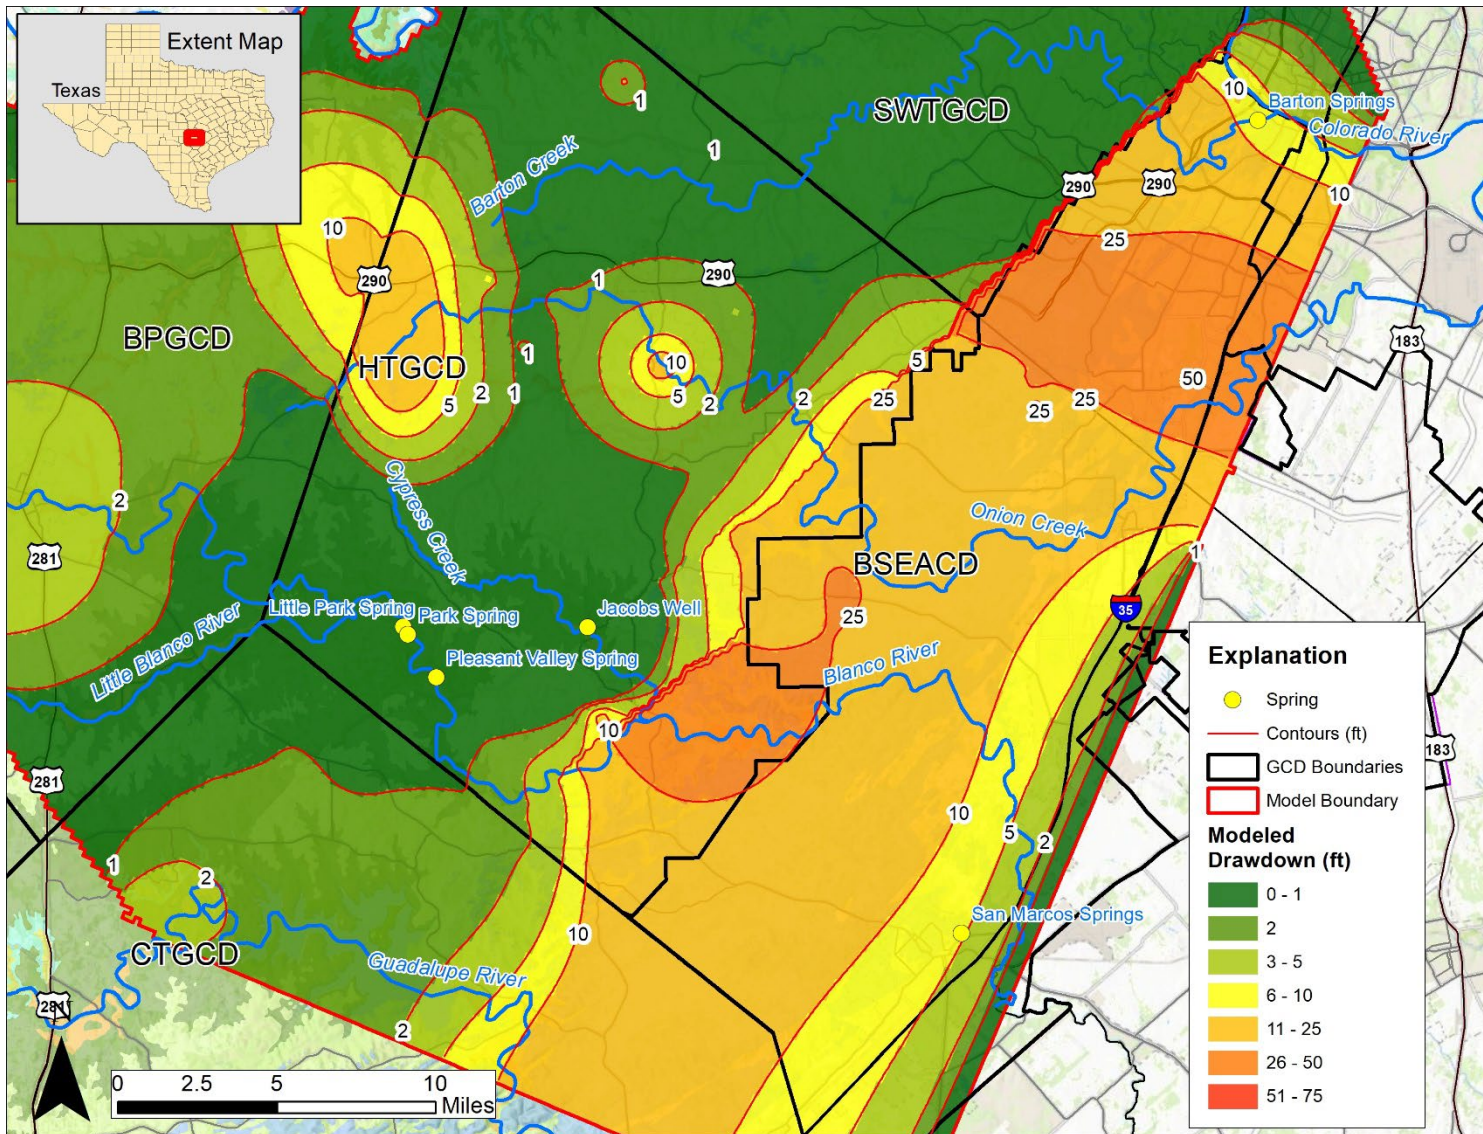 Extent Map
Texas
SWTGCD
10
Barton Springs
Colorado River
1
1
Barton Creek
290
290
10
10
25
290
1
290
BPGCD
HTGCD
1
10
5
183
5
2
1
5
2
2
25
25
25
50
2
281
Cypress Creek
Onion Creek
BSEACD
1
35
Little Park Spring
Park Spring
Jacobs Well
25
Little Blanco River
Pleasant Valley Spring
Blanco River
10
281
183
10
5
2
1
2
San Marcos Springs
10
CTGCD
Guadalupe River
281
2
0
2.5
5
10
Miles
Explanation
Spring
Contours (ft)
GCD Boundaries
Model Boundary
Modeled
Drawdown (ft)
0 - 1
2
3 - 5
6 - 10
11 - 25
26 - 50
51 - 75